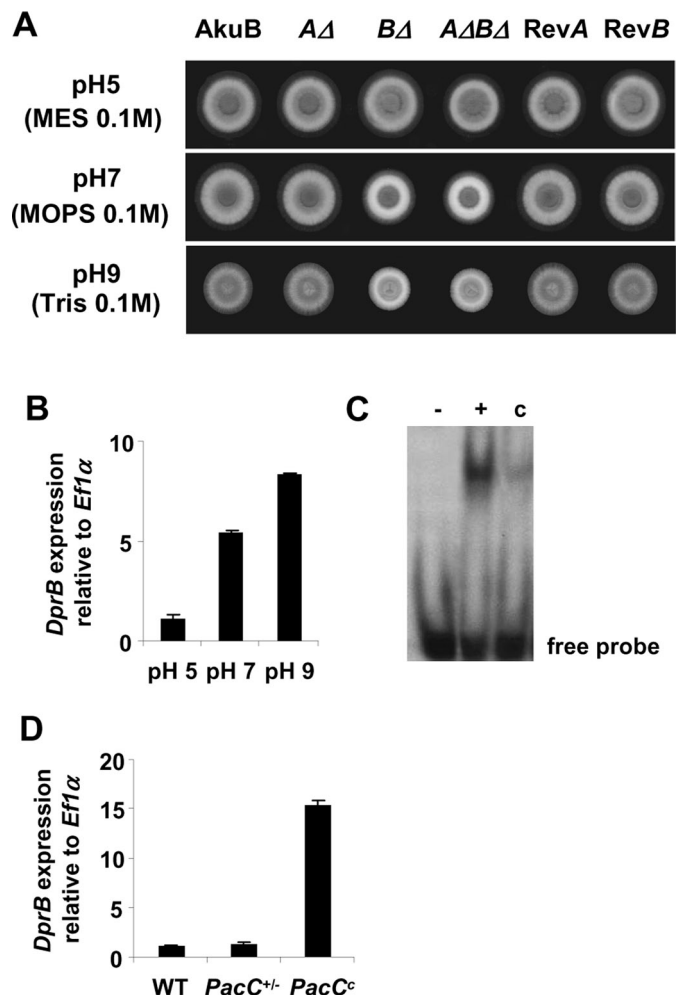 A
AkuB AΔ BΔ AΔBΔ RevA RevB
pH5
(MES 0.1M)
pH7
(MOPS 0.1M)
pH9
(Tris 0.1M)
B
DprB expression
relative to Ef1α
10
5
0
pH 5 pH 7 pH 9
C
- + c
free probe
D
DprB expression
relative to Ef1α
20
15
10
5
0
WT PacC+/- PacCc